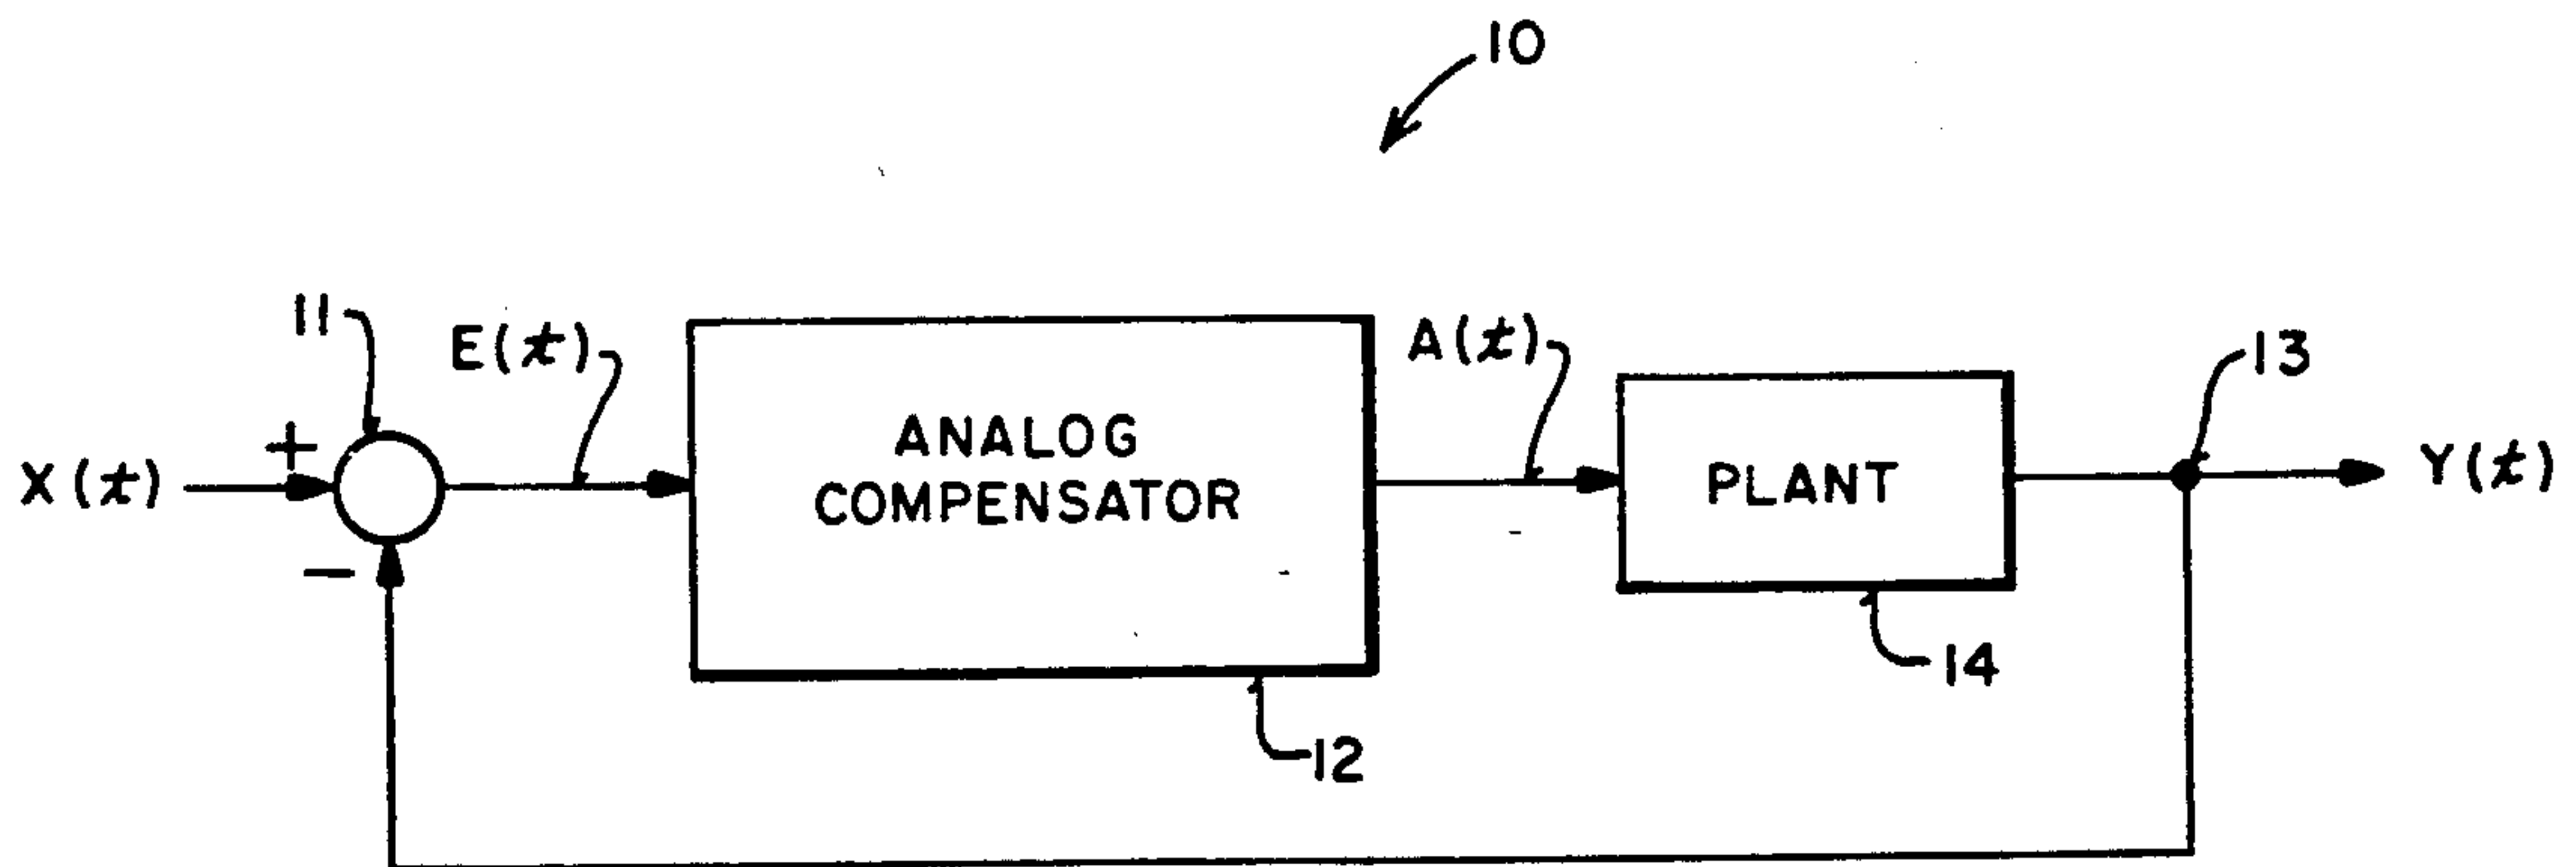 10
11
E(t)
A(t)
13
+
X(t)
ANALOG
COMPENSATOR
PLANT
Y(t)
−
14
12